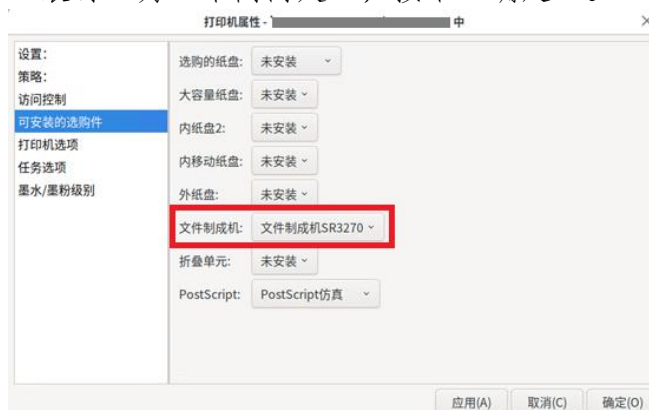 打印机属性 - 中
设置:
策略:
访问控制
可安装的选购件
打印机选项
任务选项
墨水/墨粉级别
选购的纸盘: 未安装
大容量纸盘: 未安装
内纸盘2: 未安装
内移动纸盘: 未安装
外纸盘: 未安装
文件制成机: 文件制成机SR3270
折叠单元: 未安装
PostScript: PostScript仿真
应用(A) 取消(C) 确定(O)